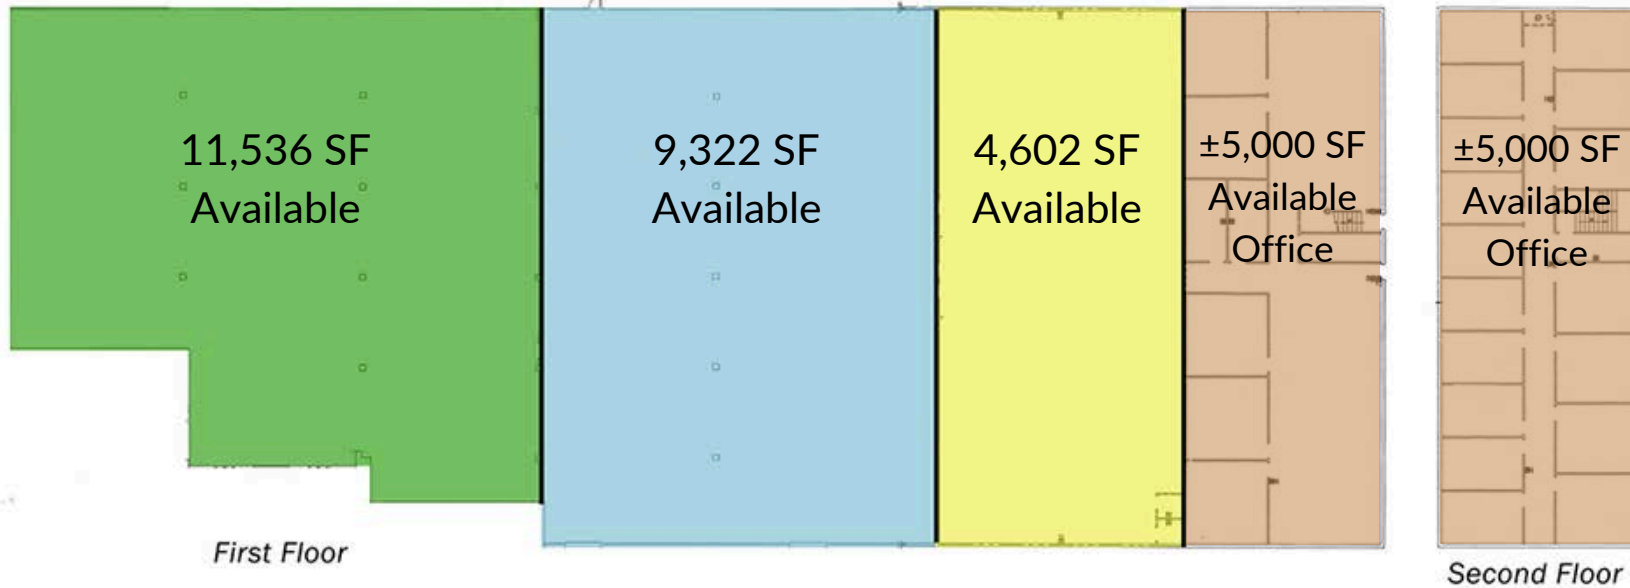 11,536 SF
Available
9,322 SF
Available
4,602 SF
Available
±5,000 SF
Available
Office
±5,000 SF
Available
Office
First Floor
Second Floor